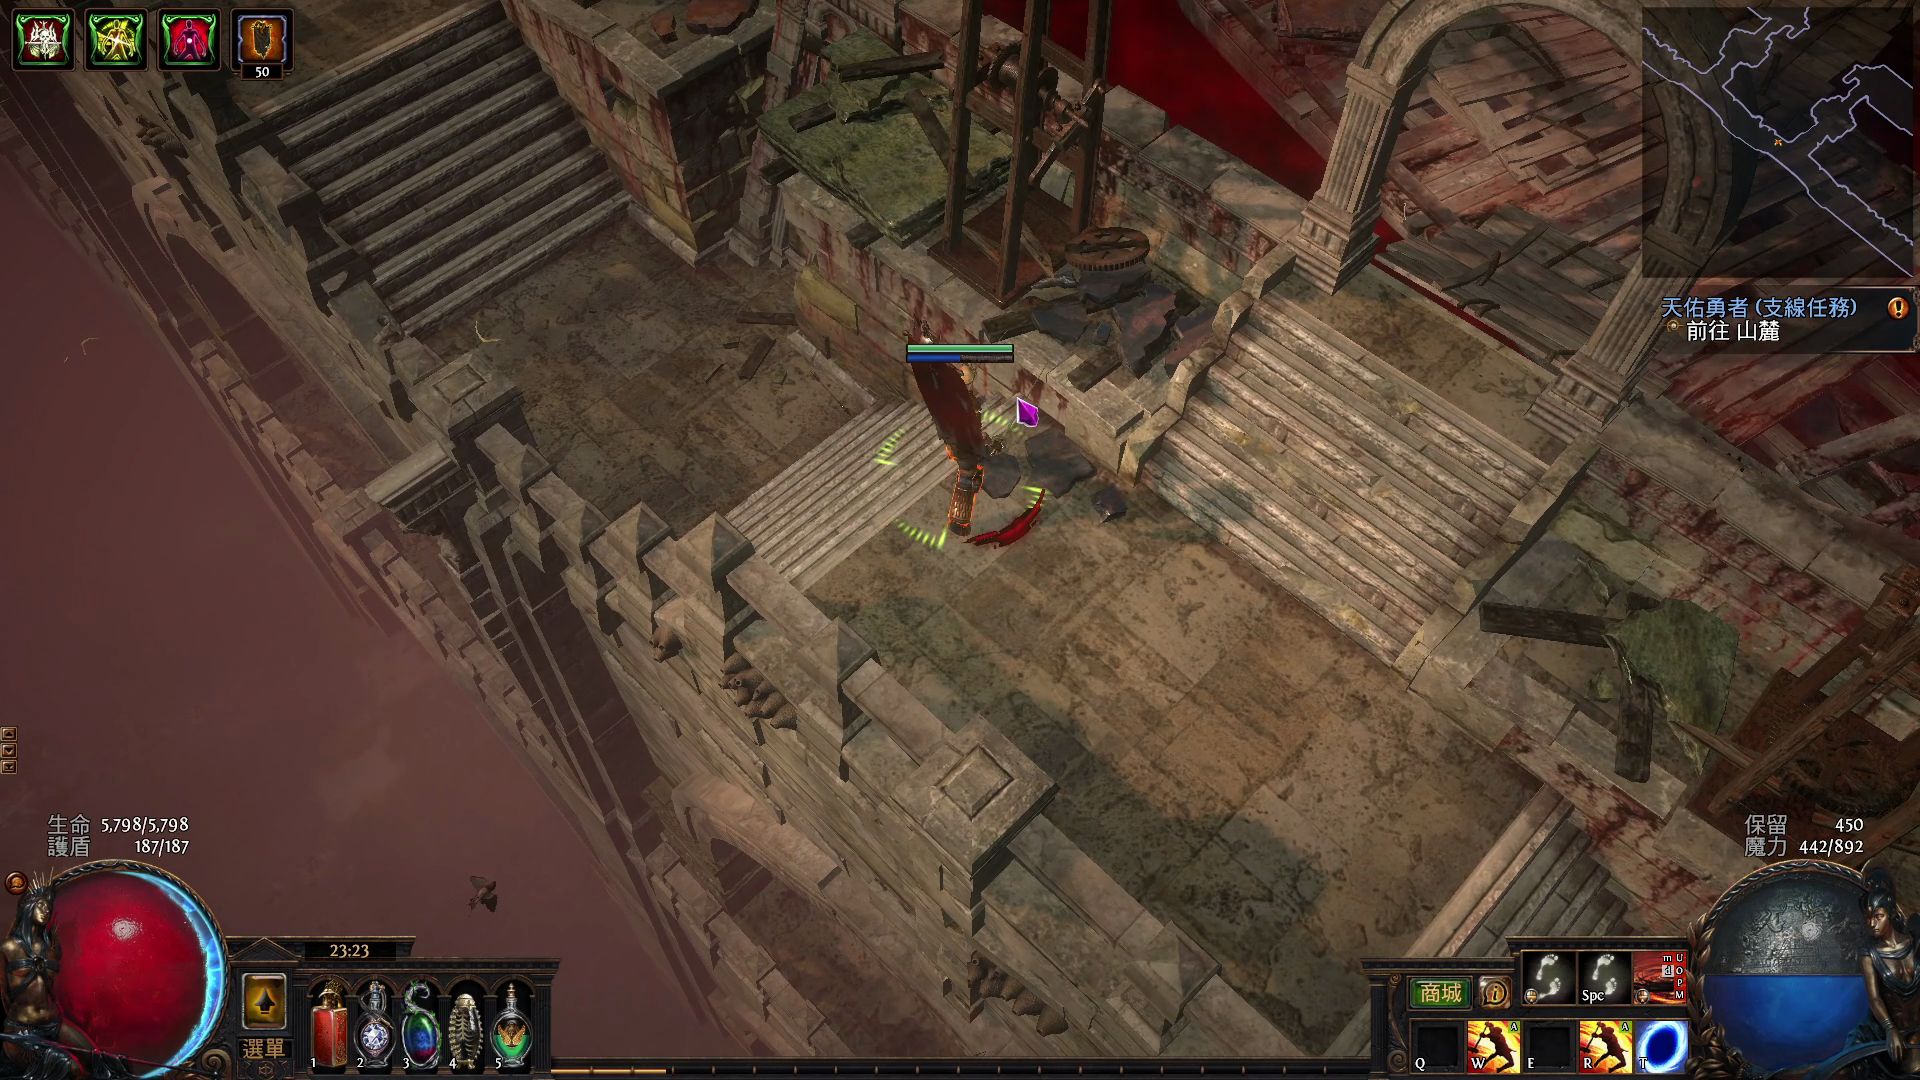 50
天佑勇者 (支線任務)
前往 山麓
生命 5,798/5,798
護盾 187/187
保留 450
魔力 442/892
23:23
選單
1
2
3
4
5
商城
Spc
m U
d O
P
M
Q
W A
E
R A
T